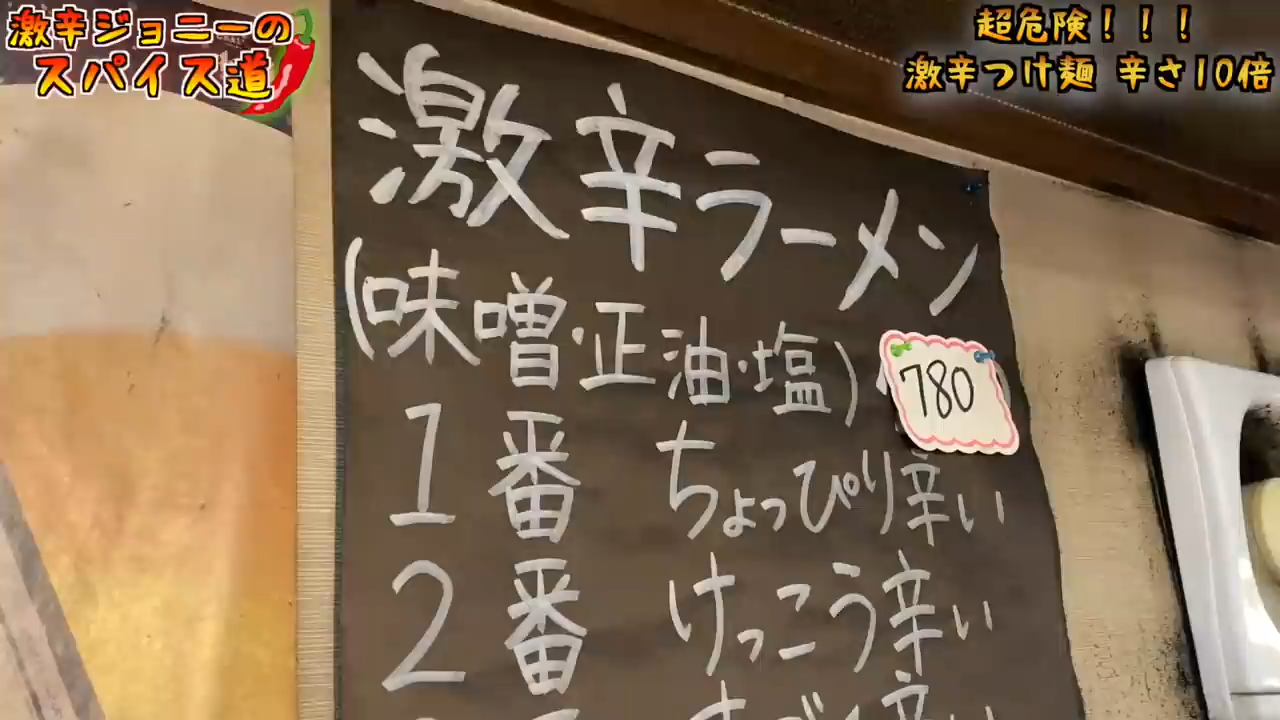 激辛ジョニーの
スパイス道
超危険！！！
激辛つけ麺 辛さ10倍
激辛ラーメン
(味噌・正油・塩)
780
1番 ちょっぴり辛い
2番 けっこう辛い